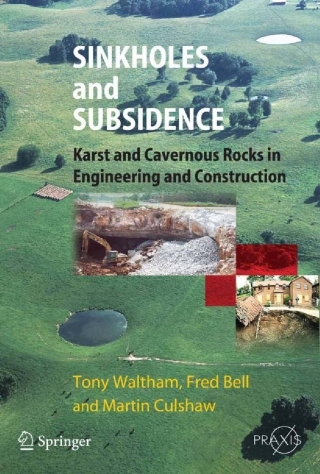 SINKHOLES
and
SUBSIDENCE
Karst and Cavernous Rocks in
Engineering and Construction
Tony Waltham, Fred Bell
and Martin Culshaw
Springer
PRAXIS